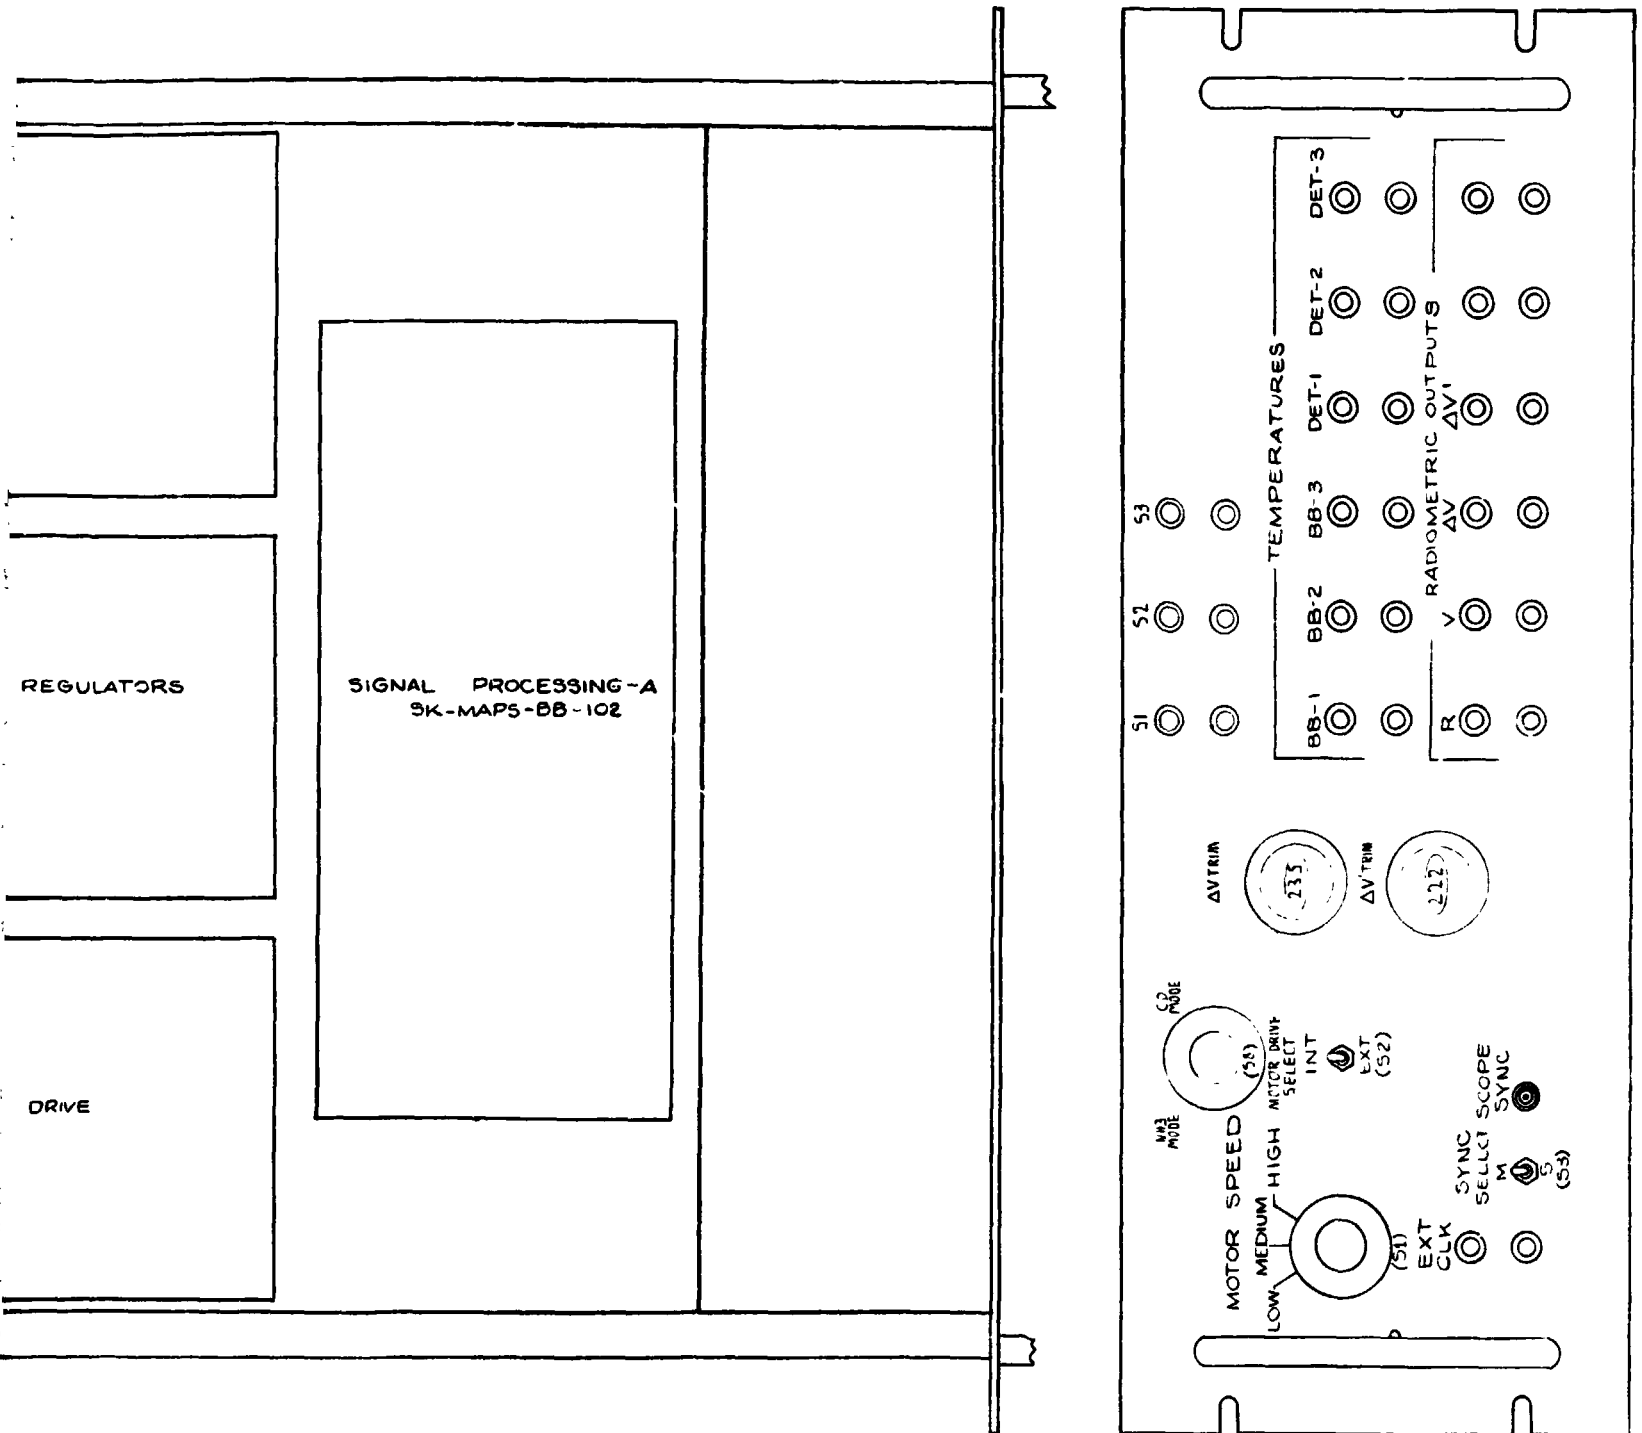 REGULATORS
SIGNAL PROCESSING-A
SK-MAPS-BB-102
DRIVE
S1
S2
S3
TEMPERATURES
BB-1
BB-2
BB-3
DET-1
DET-2
DET-3
RADIOMETRIC OUTPUTS
R
V
ΔV
ΔV'
ΔV TRIM
235
ΔV' TRIM
222
NH3
MODE
MODE
MOTOR SPEED
LOW
MEDIUM
HIGH
(S1)
MOTOR DRIVE
SELECT
INT
EXT
(S2)
EXT
CLK
SYNC
SELECT
M
S
(S3)
SCOPE
SYNC